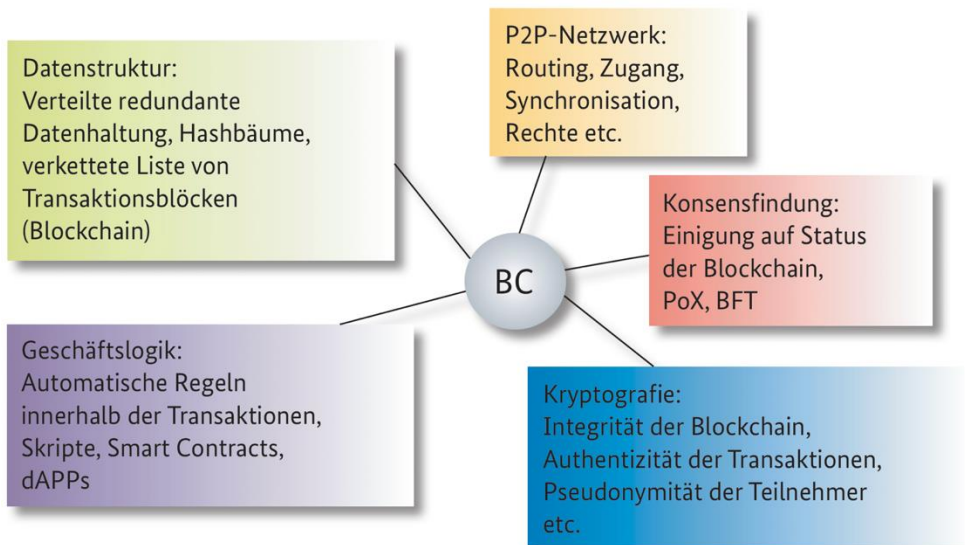 Datenstruktur:
Verteilte redundante
Datenhaltung, Hashbäume,
verkettete Liste von
Transaktionsblöcken
(Blockchain)
P2P-Netzwerk:
Routing, Zugang,
Synchronisation,
Rechte etc.
Konsensfindung:
Einigung auf Status
der Blockchain,
PoX, BFT
BC
Geschäftslogik:
Automatische Regeln
innerhalb der Transaktionen,
Skripte, Smart Contracts,
dAPPs
Kryptografie:
Integrität der Blockchain,
Authentizität der Transaktionen,
Pseudonymität der Teilnehmer
etc.